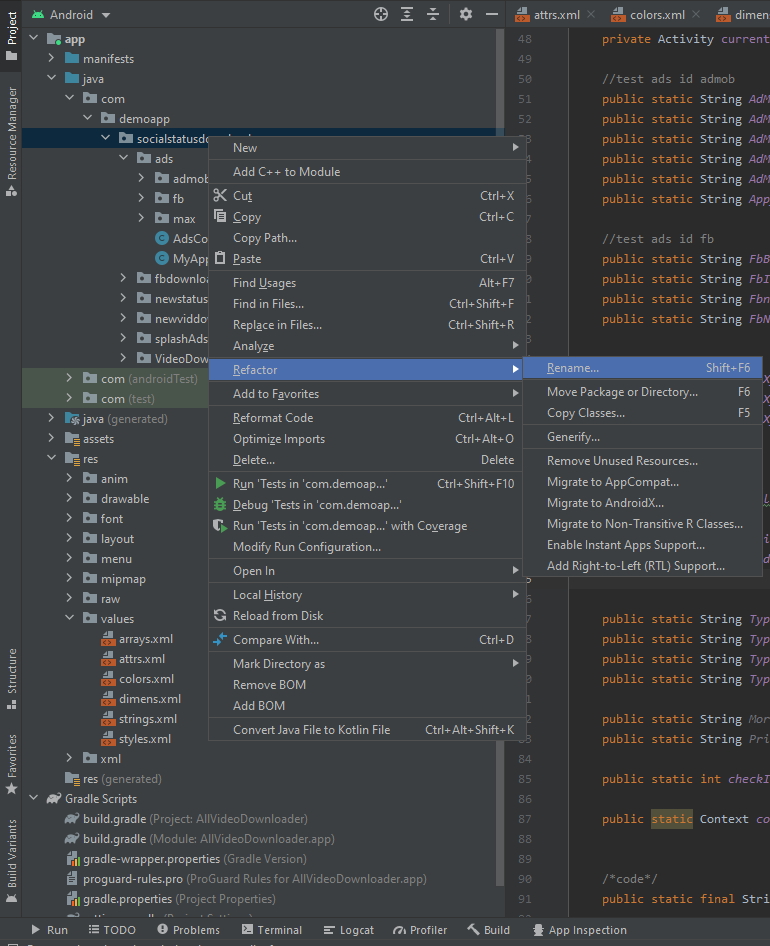 Android
attrs.xml
colors.xml
dimen
Project
Resource Manager
Structure
Favorites
Build Variants
app
manifests
java
com
demoapp
ads
fb
max
AdsCo
MyApp
fbdownloa
newstatus
newviddo
splashAds
VideoDow
com (androidTest)
com (test)
java (generated)
assets
res
anim
drawable
font
layout
menu
mipmap
raw
values
arrays.xml
attrs.xml
colors.xml
dimens.xml
strings.xml
styles.xml
xml
res (generated)
Gradle Scripts
build.gradle (Project: AllVideoDownloader)
build.gradle (Module: AllVideoDownloader.app)
gradle-wrapper.properties (Gradle Version)
proguard-rules.pro (ProGuard Rules for AllVideoDownloader.app)
gradle.properties (Project Properties)
New
Add C++ to Module
Cut Ctrl+X
Copy Ctrl+C
Copy Path...
Paste Ctrl+V
Find Usages Alt+F7
Find in Files... Ctrl+Shift+F
Replace in Files... Ctrl+Shift+R
Analyze
Refactor
Add to Favorites
Reformat Code Ctrl+Alt+L
Optimize Imports Ctrl+Alt+O
Delete... Delete
Run 'Tests in 'com.demoap...' Ctrl+Shift+F10
Debug 'Tests in 'com.demoap...'
Run 'Tests in 'com.demoap...' with Coverage
Modify Run Configuration...
Open In
Local History
Reload from Disk
Compare With... Ctrl+D
Mark Directory as
Remove BOM
Add BOM
Convert Java File to Kotlin File Ctrl+Alt+Shift+K
Rename... Shift+F6
Move Package or Directory... F6
Copy Classes... F5
Generify...
Remove Unused Resources...
Migrate to AppCompat...
Migrate to AndroidX...
Migrate to Non-Transitive R Classes...
Enable Instant Apps Support...
Add Right-to-Left (RTL) Support...
48 private Activity current
49
50 //test ads id admob
51 public static String AdM
52 public static String AdM
public static String AdM
public static String AdM
public static String AdM
public static String App
//test ads id fb
public static String FbB
public static String FbI
public static String Fbn
public static String FbN
public static String Typ
public static String Typ
public static String Typ
public static String Typ
public static String Mor
public static String Pri
84
85 public static int checkI
86
87 public static Context co
88
89
90 /*code*/
91 public static final Stri
Run
TODO
Problems
Terminal
Logcat
Profiler
Build
App Inspection